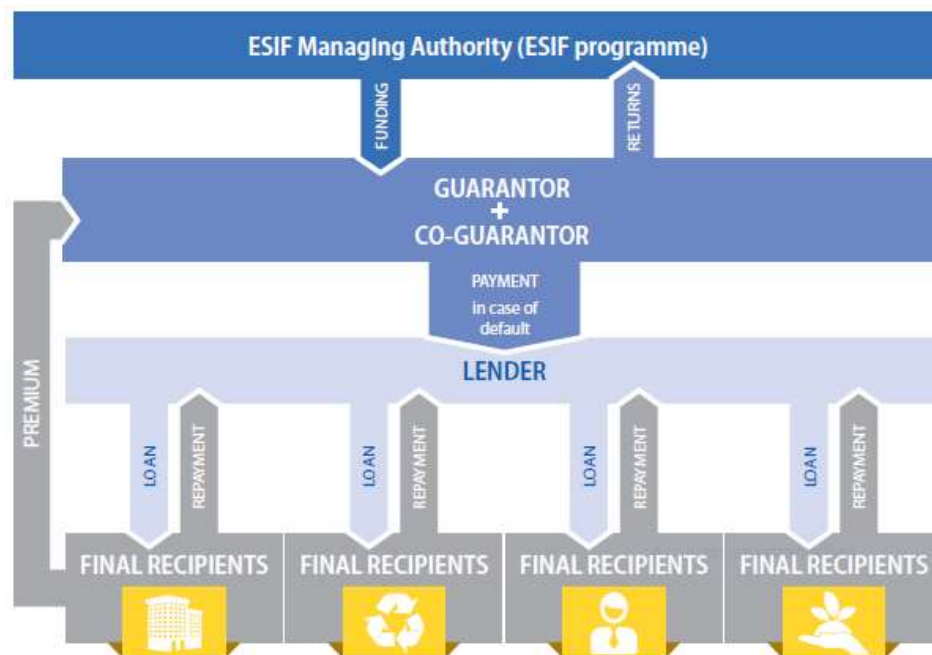 ESIF Managing Authority (ESIF programme)
FUNDING
RETURNS
GUARANTOR
+
CO-GUARANTOR
PAYMENT
in case of
default
LENDER
PREMIUM
LOAN
REPAYMENT
LOAN
REPAYMENT
LOAN
REPAYMENT
LOAN
REPAYMENT
FINAL RECIPIENTS
FINAL RECIPIENTS
FINAL RECIPIENTS
FINAL RECIPIENTS